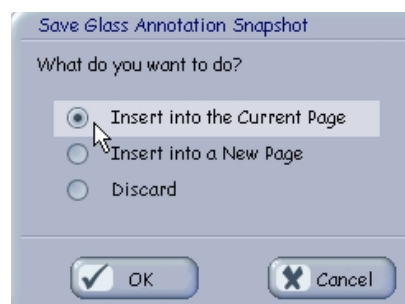 Save Glass Annotation Snapshot
What do you want to do?
Insert into the Current Page
Insert into a New Page
Discard
OK Cancel